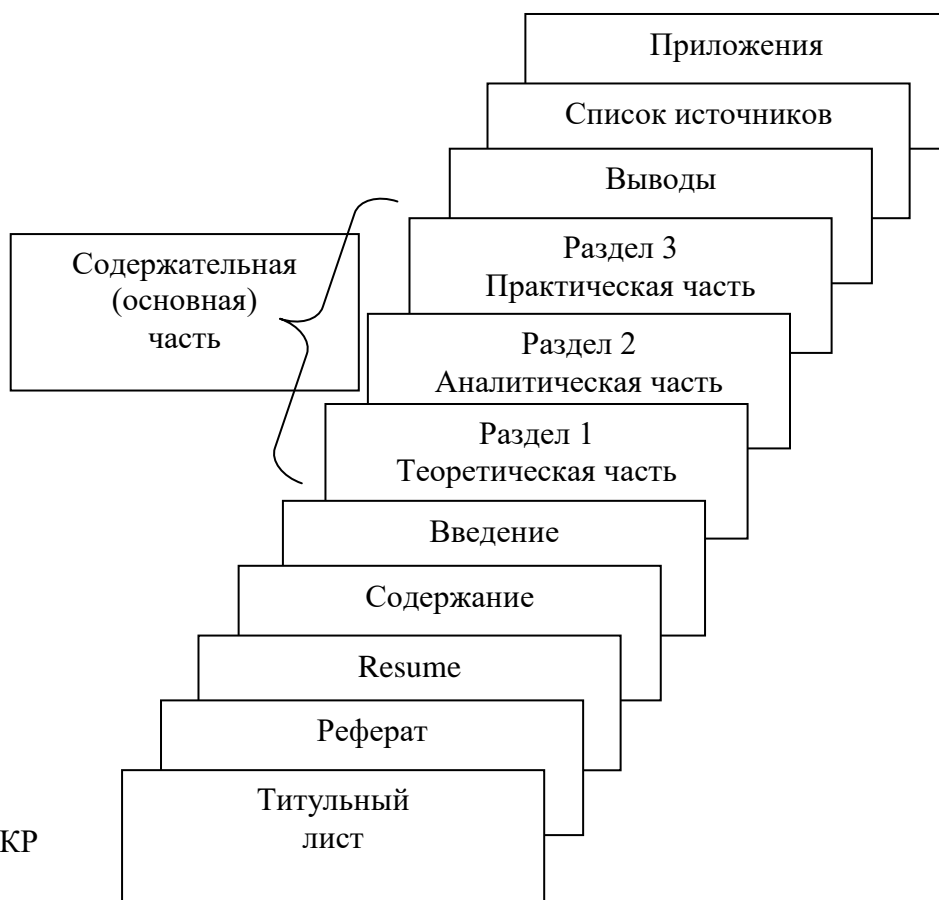 Приложения
Список источников
Выводы
Раздел 3
Практическая часть
Содержательная
(основная)
часть
Раздел 2
Аналитическая часть
Раздел 1
Теоретическая часть
Введение
Содержание
Resume
Реферат
Титульный
лист
КР